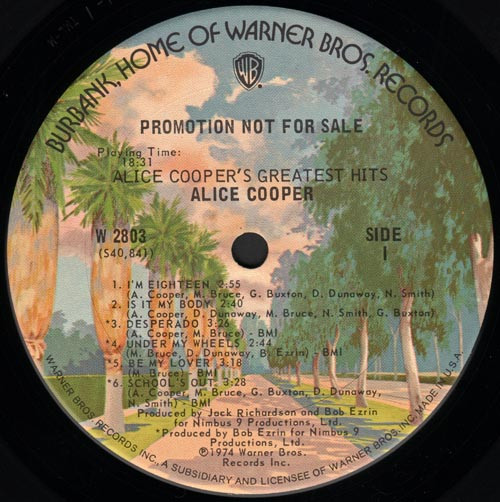 BURBANK, HOME OF WARNER BROS. RECORDS
WB
PROMOTION NOT FOR SALE
Playing Time:
18:31
ALICE COOPER'S GREATEST HITS
ALICE COOPER
W 2803
(S40,841)
SIDE
1
1. I'M EIGHTEEN 2:55
(A. Cooper, M. Bruce, G. Buxton, D. Dunaway, N. Smith)
2. IS IT MY BODY 2:40
(A. Cooper, D. Dunaway, M. Bruce, N. Smith, G. Buxton)
*3. DESPERADO 3:26
(A. Cooper, M. Bruce) - BMI
*4. UNDER MY WHEELS 2:44
(M. Bruce, D. Dunaway, B. Ezrin) - BMI
*5. BE MY LOVER 3:18
(M. Bruce) - BMI
*6. SCHOOL'S OUT 3:28
(A. Cooper, M. Bruce, G. Buxton, D. Dunaway,
N. Smith) - BMI
Produced by Jack Richardson and Bob Ezrin
for Nimbus 9 Productions, Ltd.
*Produced by Bob Ezrin for Nimbus 9
Productions, Ltd.
℗1974 Warner Bros.
Records Inc.
WARNER BROS. RECORDS INC., A SUBSIDIARY AND LICENSEE OF WARNER BROS. INC. MADE IN U.S.A.